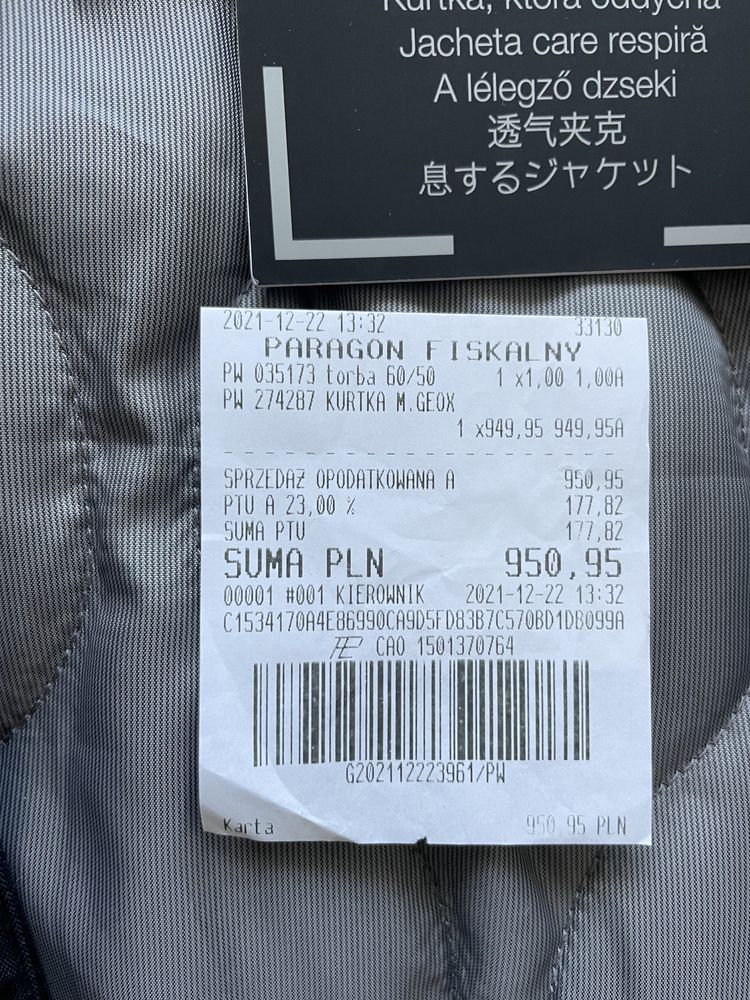 Kurtka, która oddycha
Jacheta care respiră
A lélegző dzseki
透气夹克
息するジャケット
2021-12-22 13:32 33130
PARAGON FISKALNY
PW 035173 torba 60/50 1 x1,00 1,00A
PW 274287 KURTKA M.GEOX
1 x949,95 949,95A
SPRZEDAŻ OPODATKOWANA A 950,95
PTU A 23,00 % 177,82
SUMA PTU 177,82
SUMA PLN 950,95
00001 #001 KIEROWNIK 2021-12-22 13:32
C1534170A4E86990CA9D5FD83B7C570BD1DB099A
CAO 1501370764
G202112223961/PW
Karta 950,95 PLN